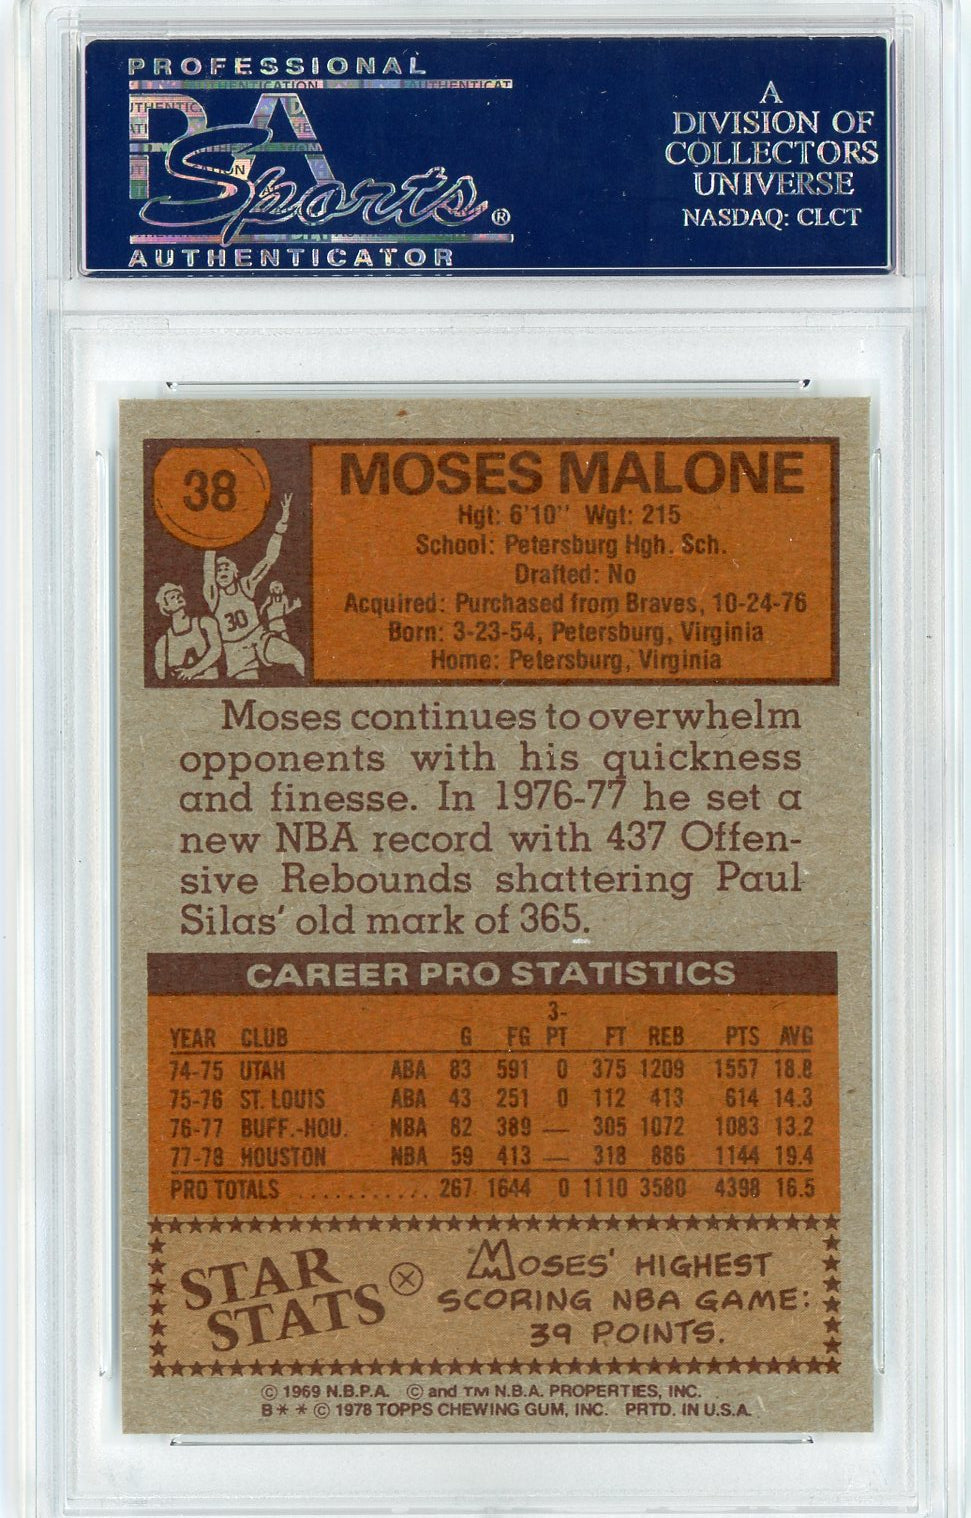 PROFESSIONAL
PSA
Sports®
AUTHENTICATOR
A
DIVISION OF
COLLECTORS
UNIVERSE
NASDAQ: CLCT
38
MOSES MALONE
Hgt: 6'10" Wgt: 215
School: Petersburg Hgh. Sch.
Drafted: No
Acquired: Purchased from Braves, 10-24-76
Born: 3-23-54, Petersburg, Virginia
Home: Petersburg, Virginia
30
Moses continues to overwhelm
opponents with his quickness
and finesse. In 1976-77 he set a
new NBA record with 437 Offen-
sive Rebounds shattering Paul
Silas' old mark of 365.
CAREER PRO STATISTICS
YEAR CLUB G FG 3-PT FT REB PTS AVG
74-75 UTAH ABA 83 591 0 375 1209 1557 18.8
75-76 ST. LOUIS ABA 43 251 0 112 413 614 14.3
76-77 BUFF.-HOU. NBA 82 389 — 305 1072 1083 13.2
77-78 HOUSTON NBA 59 413 — 318 886 1144 19.4
PRO TOTALS ........... 267 1644 0 1110 3580 4398 16.5
STAR
STATS
MOSES' HIGHEST
SCORING NBA GAME:
39 POINTS.
© 1969 N.B.P.A. © and TM N.B.A. PROPERTIES, INC.
B* * © 1978 TOPPS CHEWING GUM, INC. PRTD. IN U.S.A.